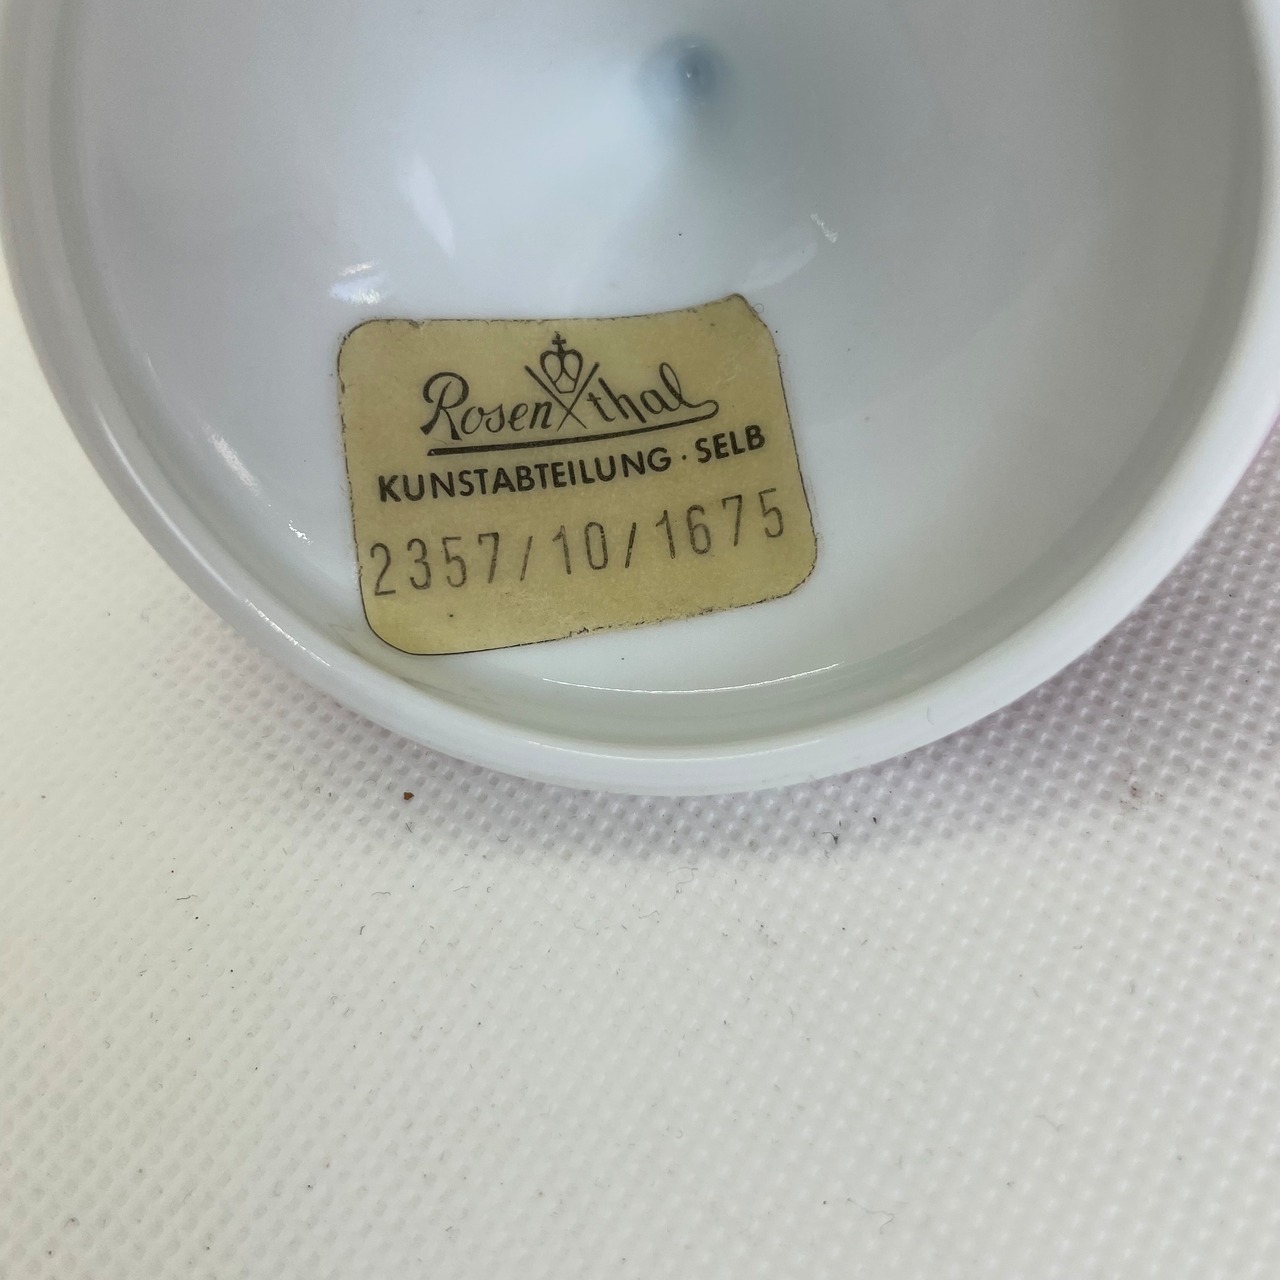 Rosenthal
KUNSTABTEILUNG · SELB
2357/10/1675